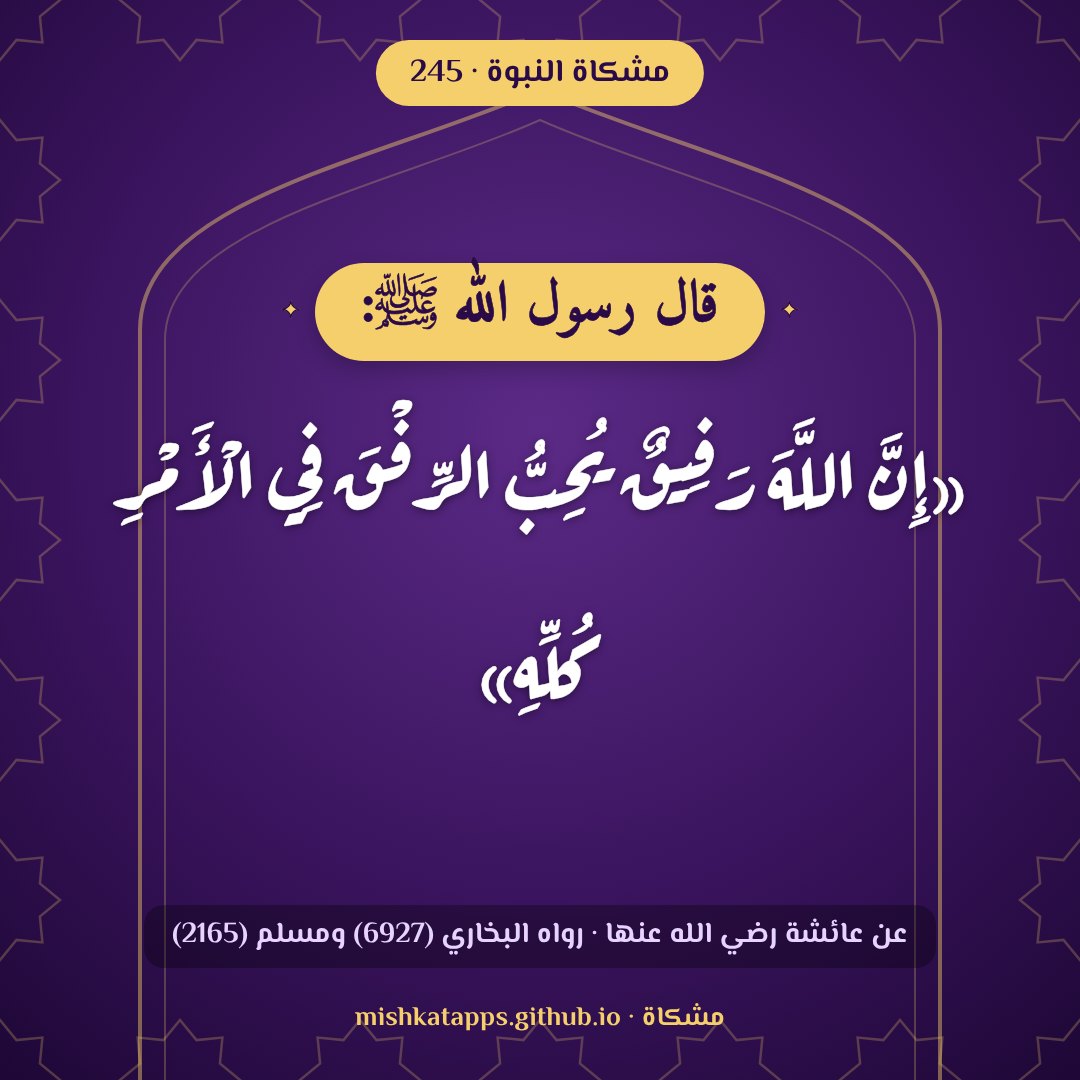 مشكاة النبوة · 245
قال رسول الله ﷺ:
«إِنَّ اللَّهَ رَفِيقٌ يُحِبُّ الرِّفْقَ فِي الْأَمْرِ
كُلِّهِ»
عن عائشة رضي الله عنها · رواه البخاري (6927) ومسلم (2165)
مشكاة · mishkatapps.github.io